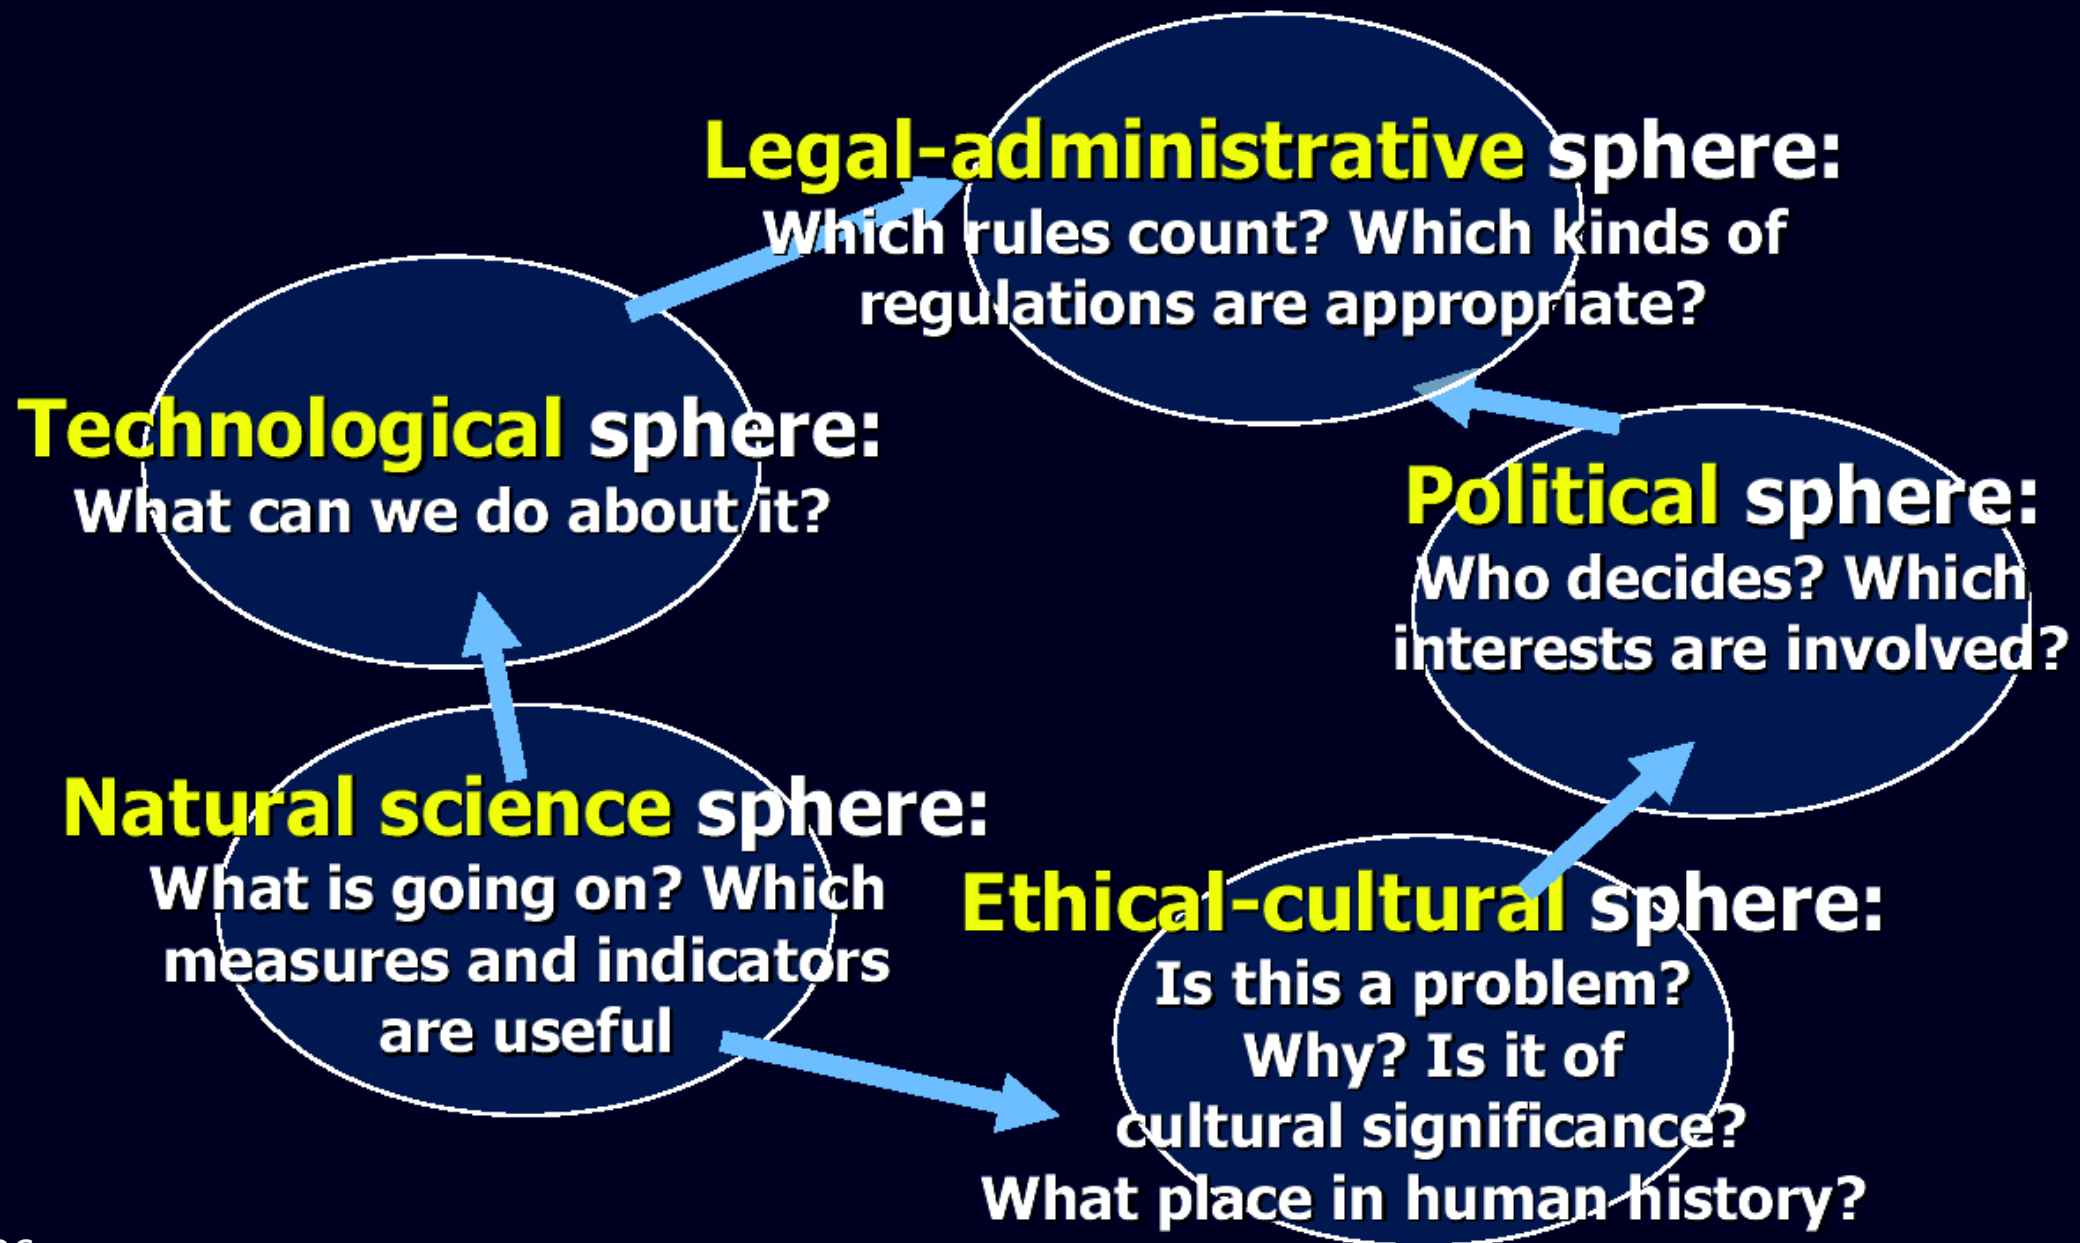 Legal-administrative sphere:
Which rules count? Which kinds of
regulations are appropriate?
Technological sphere:
What can we do about it?
Political sphere:
Who decides? Which
interests are involved?
Natural science sphere:
What is going on? Which
measures and indicators
are useful
Ethical-cultural sphere:
Is this a problem?
Why? Is it of
cultural significance?
What place in human history?